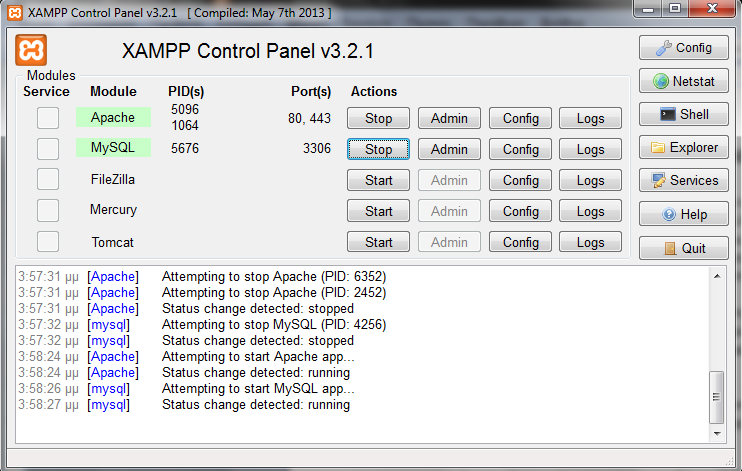 XAMPP Control Panel v3.2.1 [ Compiled: May 7th 2013 ]
XAMPP Control Panel v3.2.1
Config
Modules
Service Module PID(s) Port(s) Actions
Netstat
Apache 5096 1064 80, 443 Stop Admin Config Logs
Shell
MySQL 5676 3306 Stop Admin Config Logs
Explorer
FileZilla Start Admin Config Logs
Services
Mercury Start Admin Config Logs
Help
Tomcat Start Admin Config Logs
Quit
3:57:31 μμ [Apache] Attempting to stop Apache (PID: 6352)
3:57:31 μμ [Apache] Attempting to stop Apache (PID: 2452)
3:57:31 μμ [Apache] Status change detected: stopped
3:57:32 μμ [mysql] Attempting to stop MySQL (PID: 4256)
3:57:32 μμ [mysql] Status change detected: stopped
3:58:24 μμ [Apache] Attempting to start Apache app...
3:58:24 μμ [Apache] Status change detected: running
3:58:26 μμ [mysql] Attempting to start MySQL app...
3:58:27 μμ [mysql] Status change detected: running